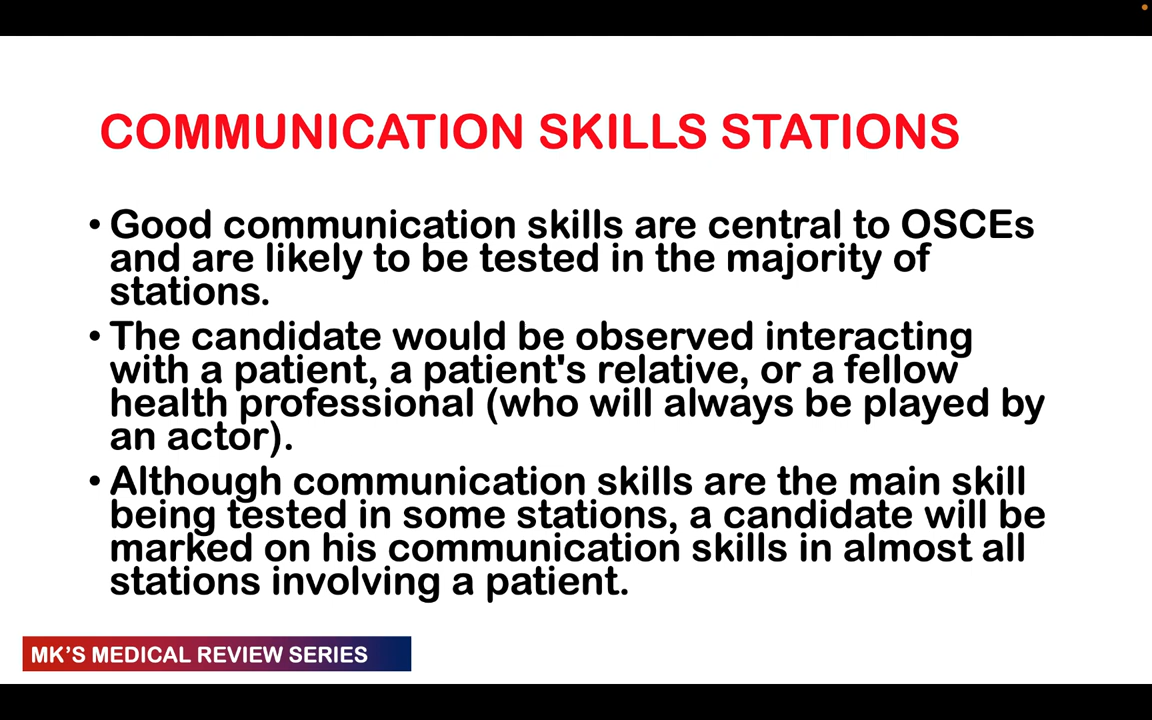 COMMUNICATION SKILLS STATIONS
• Good communication skills are central to OSCEs
and are likely to be tested in the majority of
stations.
• The candidate would be observed interacting
with a patient, a patient's relative, or a fellow
health professional (who will always be played by
an actor).
• Although communication skills are the main skill
being tested in some stations, a candidate will be
marked on his communication skills in almost all
stations involving a patient.
MK’S MEDICAL REVIEW SERIES